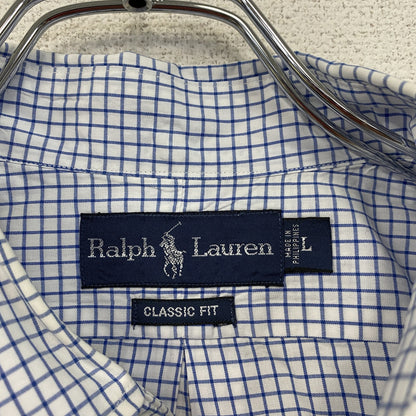 Ralph Lauren
L
MADE IN
PHILIPPINES
CLASSIC FIT